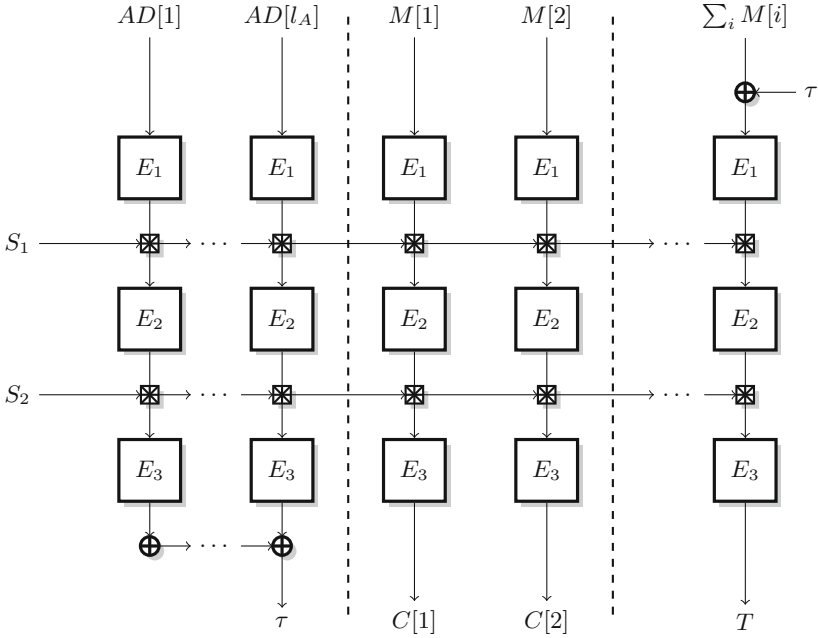 AD[1] AD[l_A] M[1] M[2] ∑_i M[i]
τ
E_1 E_1 E_1 E_1 E_1
S_1 ... ...
E_2 E_2 E_2 E_2 E_2
S_2 ... ...
E_3 E_3 E_3 E_3 E_3
...
τ C[1] C[2] T